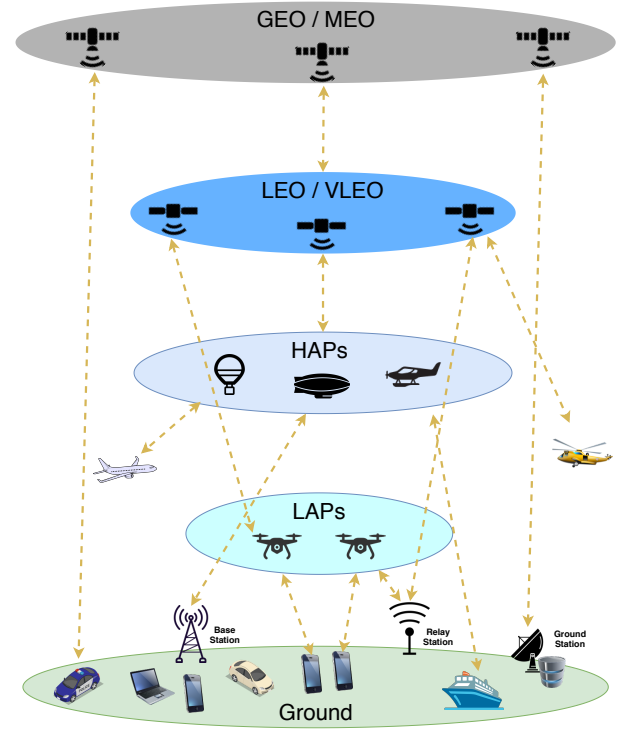 GEO / MEO
LEO / VLEO
HAPs
LAPs
Base
Station
Relay
Station
Ground
Station
Ground